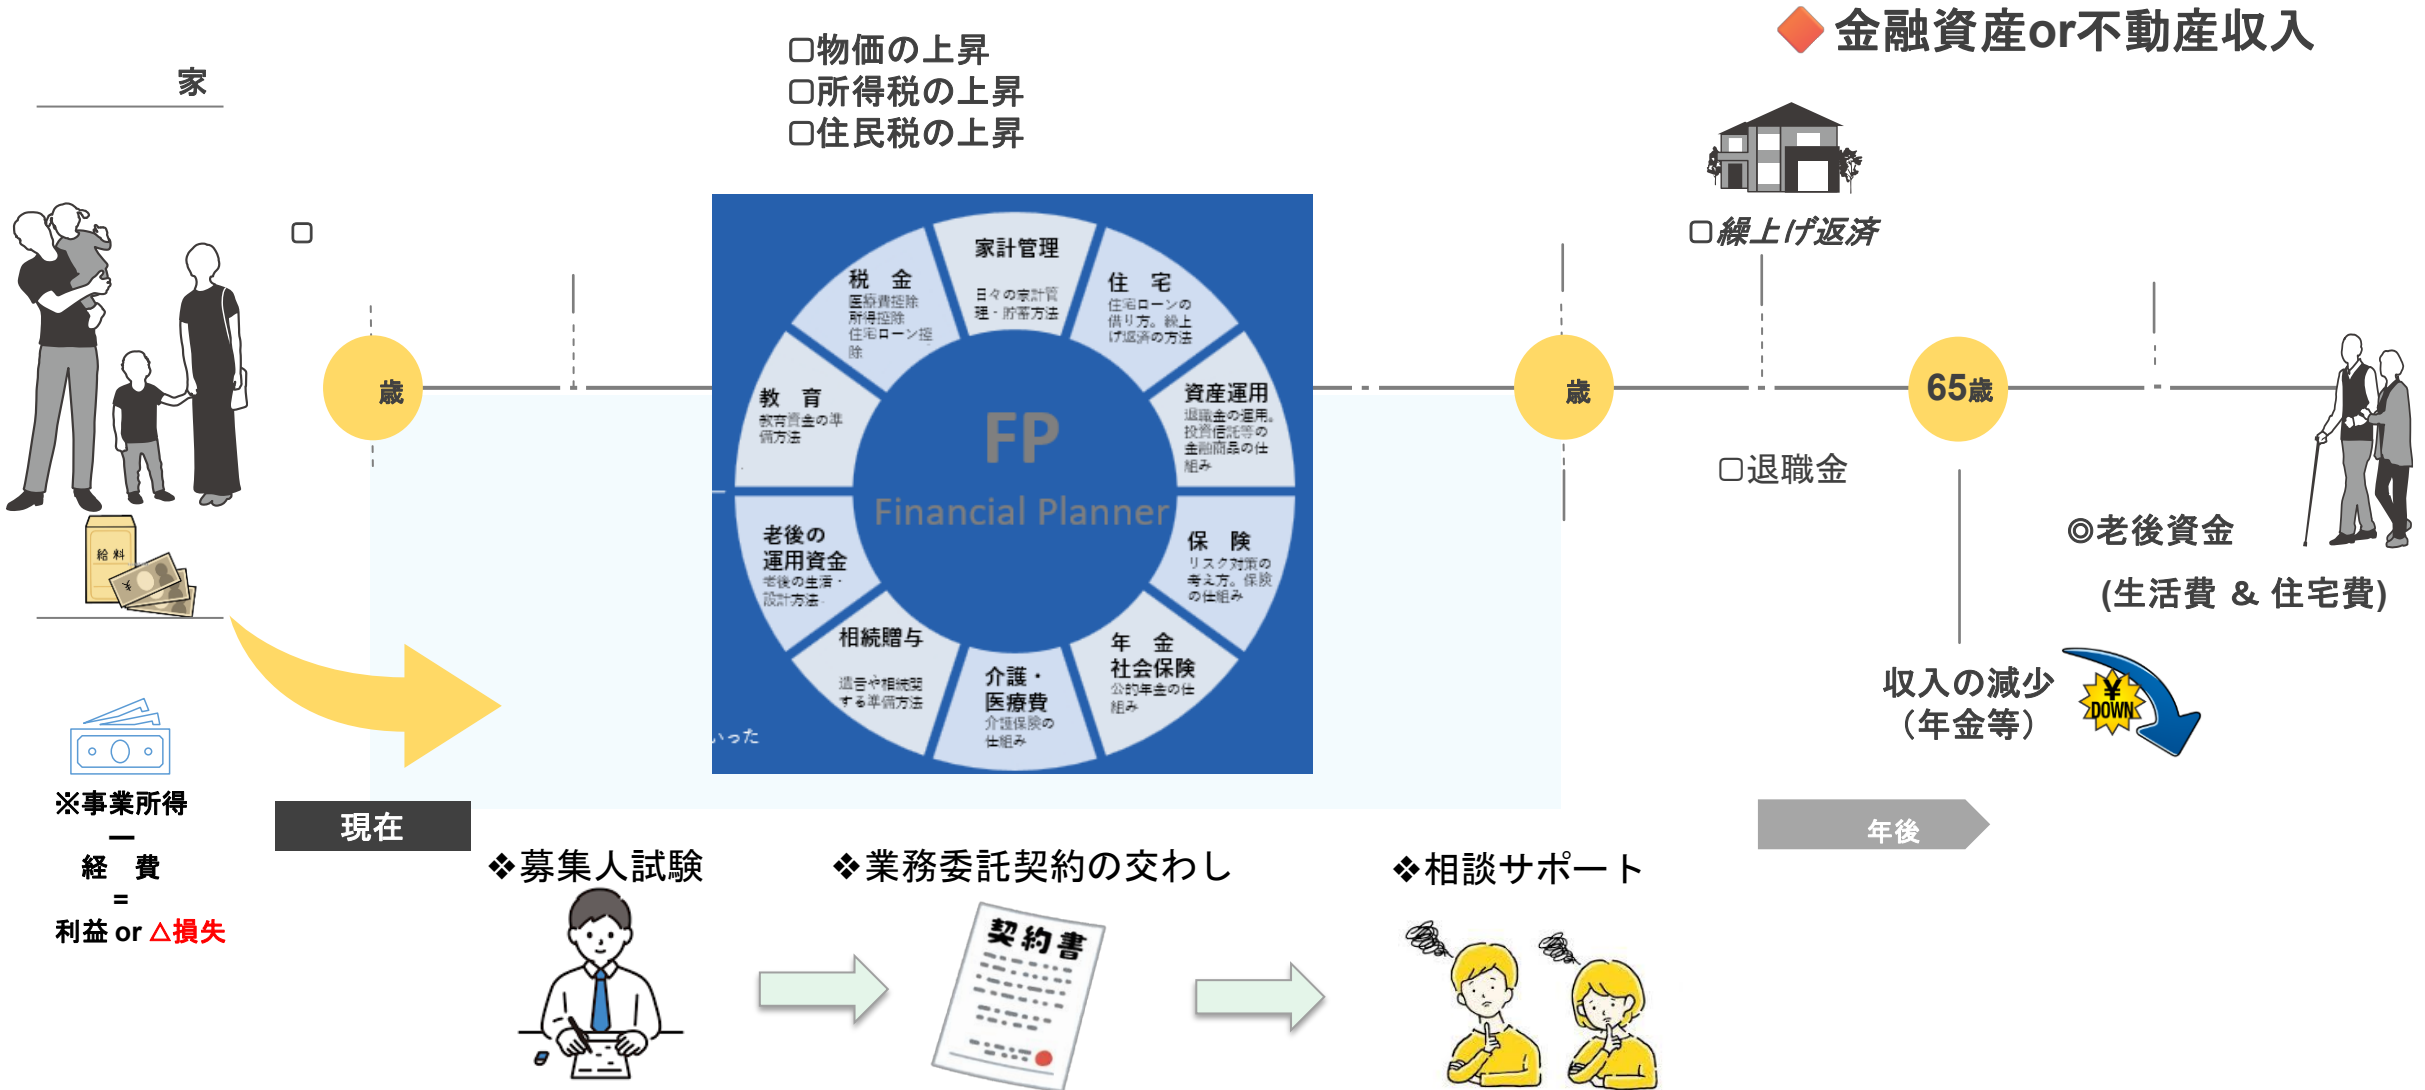 ◆金融資産or不動産収入
家
□物価の上昇
□所得税の上昇
□住民税の上昇
□
□繰上げ返済
歳
歳
65歳
□退職金
◎老後資金
(生活費 & 住宅費)
収入の減少
（年金等）
¥
DOWN
年後
給料
※事業所得
ー
経　費
=
利益 or △損失
現在
家計管理
日々の家計管
理・貯蓄方法
住　宅
住宅ローンの
借り方。繰上
げ返済の方法
資産運用
退職金の運用。
投資信託等の
金融商品の仕
組み
保　険
リスク対策の
考え方。保険
の仕組み
年　金
社会保険
公的年金の仕
組み
介護・
医療費
介護保険の
仕組み
相続贈与
遺言や相続関
する準備方法
老後の
運用資金
老後の生活・
設計方法
教　育
教育資金の準
備方法
税　金
医療費控除
所得控除
住宅ローン控
除
FP
Financial Planner
いった
❖募集人試験
❖業務委託契約の交わし
❖相談サポート
契約書